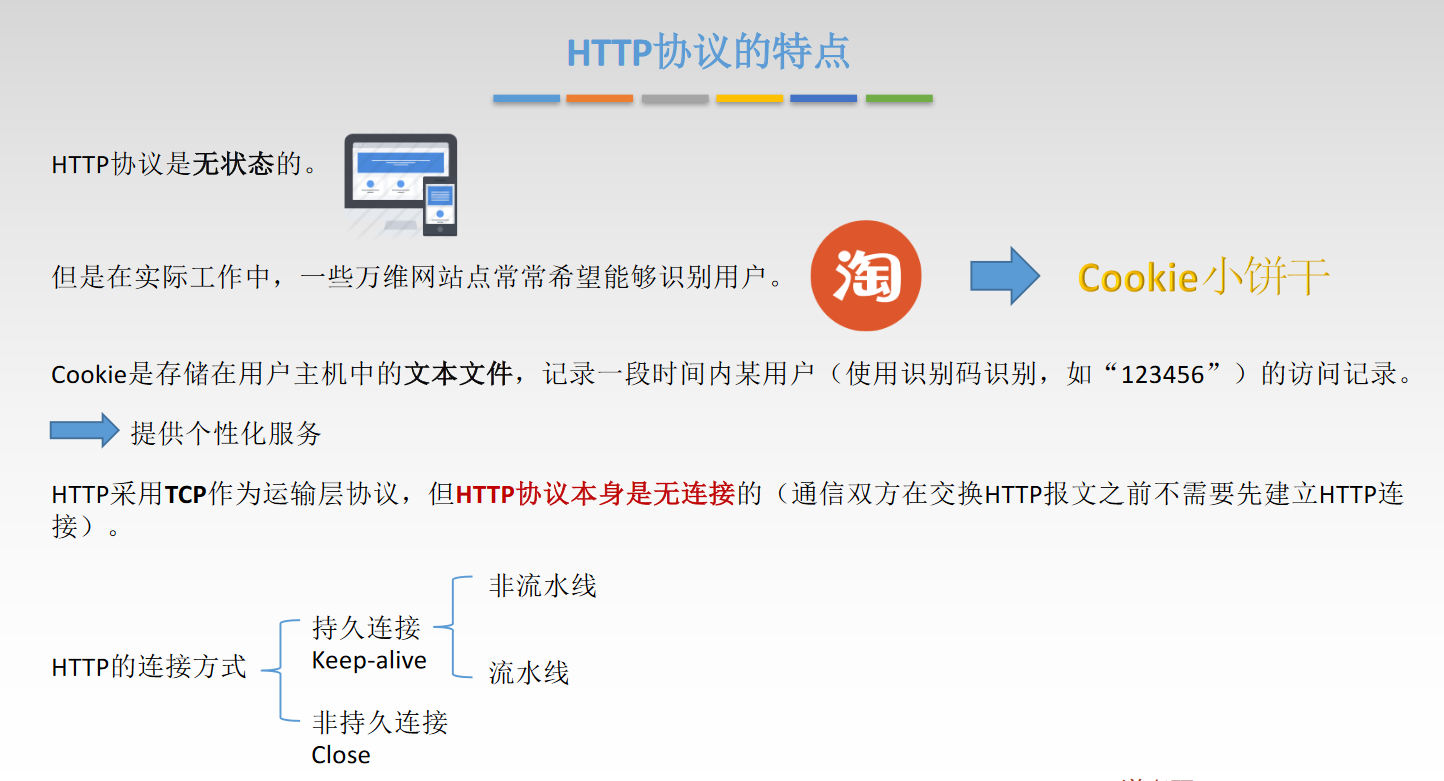 HTTP协议的特点
HTTP协议是无状态的。
但是在实际工作中，一些万维网站点常常希望能够识别用户。
淘
Cookie小饼干
Cookie是存储在用户主机中的文本文件，记录一段时间内某用户（使用识别码识别，如“123456”）的访问记录。
提供个性化服务
HTTP采用TCP作为运输层协议，但HTTP协议本身是无连接的（通信双方在交换HTTP报文之前不需要先建立HTTP连
接）。
非流水线
持久连接
Keep-alive
HTTP的连接方式
流水线
非持久连接
Close